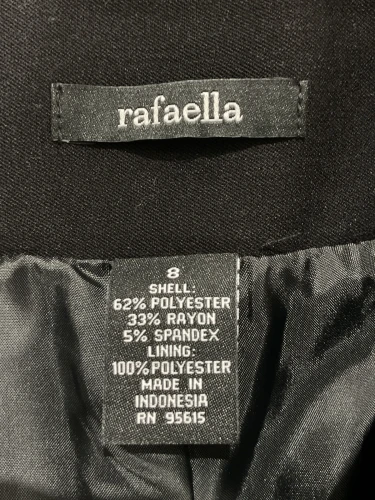 rafaella
8
SHELL:
62% POLYESTER
33% RAYON
5% SPANDEX
LINING:
100% POLYESTER
MADE IN
INDONESIA
RN 95615